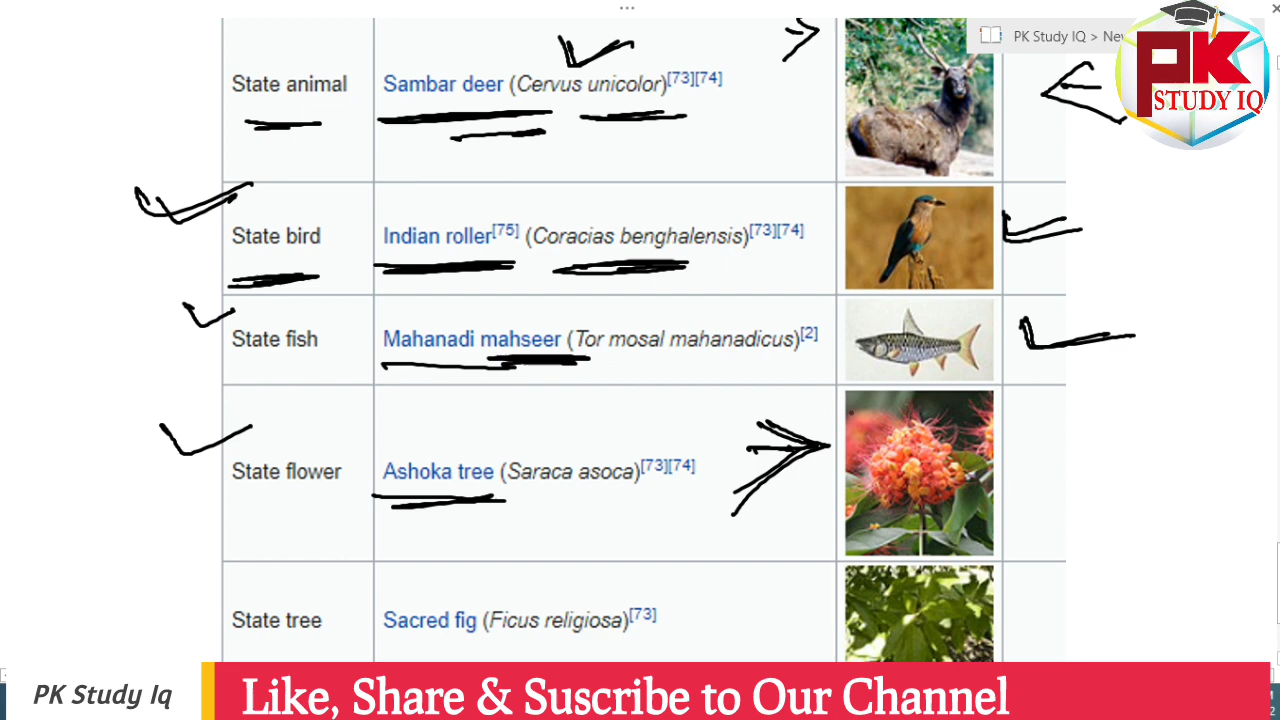 PK Study IQ > New
PK
STUDY IQ
State animal Sambar deer (Cervus unicolor)[73][74]
State bird Indian roller[75] (Coracias benghalensis)[73][74]
State fish Mahanadi mahseer (Tor mosal mahanadicus)[2]
State flower Ashoka tree (Saraca asoca)[73][74]
State tree Sacred fig (Ficus religiosa)[73]
PK Study Iq Like, Share & Suscribe to Our Channel